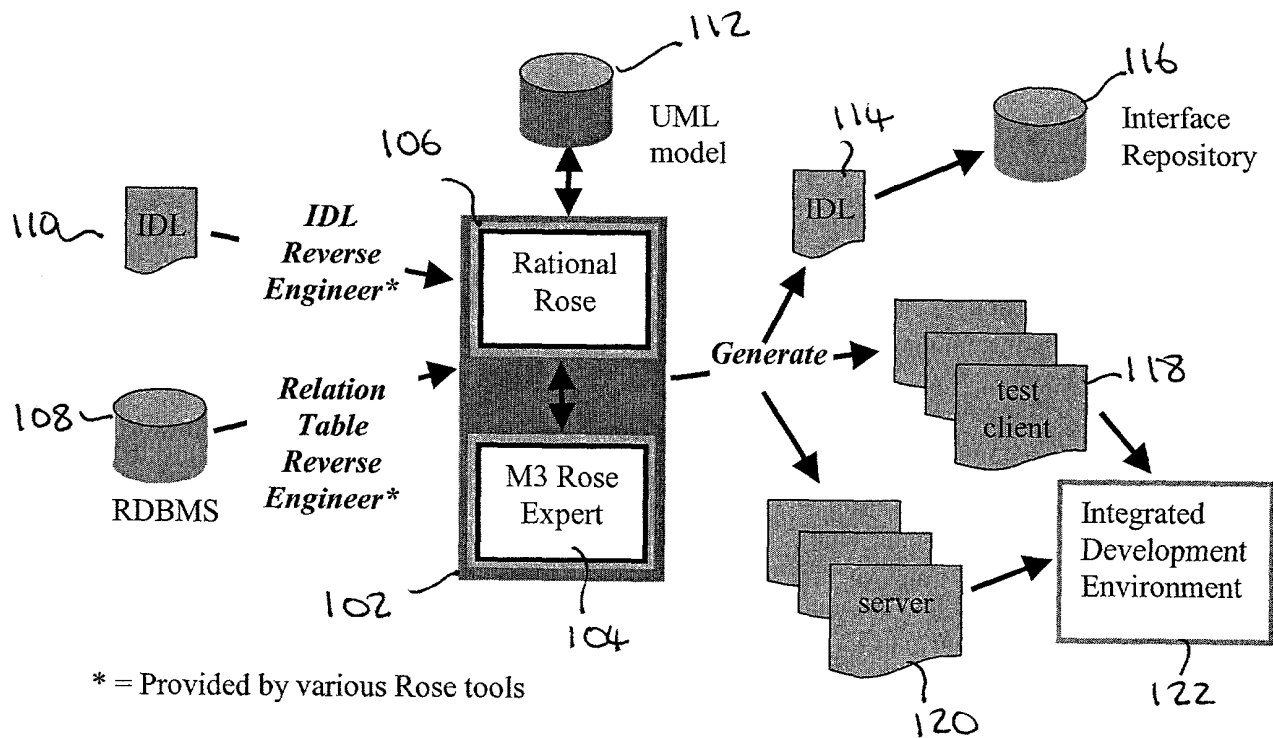 112
116
UML
model
114
Interface
Repository
106
110
IDL
IDL
Reverse
Engineer*
IDL
Rational
Rose
Generate
118
108
Relation
Table
Reverse
Engineer*
test
client
RDBMS
M3 Rose
Expert
Integrated
Development
Environment
server
102
104
* = Provided by various Rose tools
120
122